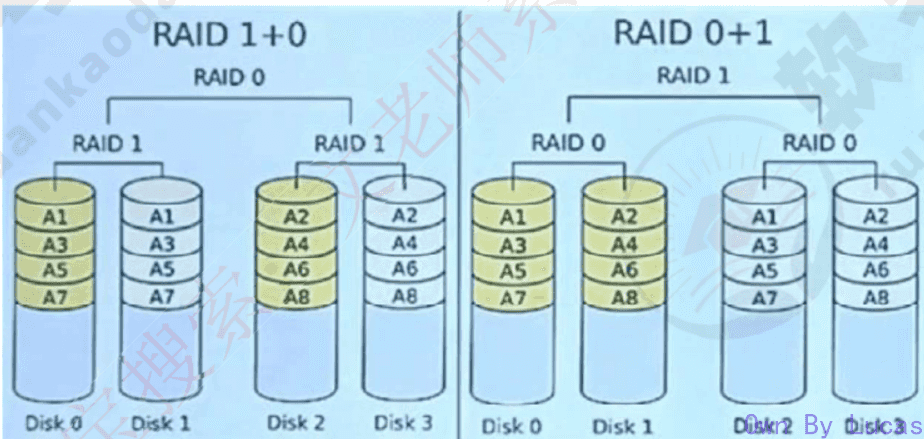 RAID 1+0
RAID 0
RAID 1 RAID 1
A1 A1 A2 A2
A3 A3 A4 A4
A5 A5 A6 A6
A7 A7 A8 A8
Disk 0 Disk 1 Disk 2 Disk 3
RAID 0+1
RAID 1
RAID 0 RAID 0
A1 A2 A1 A2
A3 A4 A3 A4
A5 A6 A5 A6
A7 A8 A7 A8
Disk 0 Disk 1 Disk 2 Disk 3
Own By Lucas